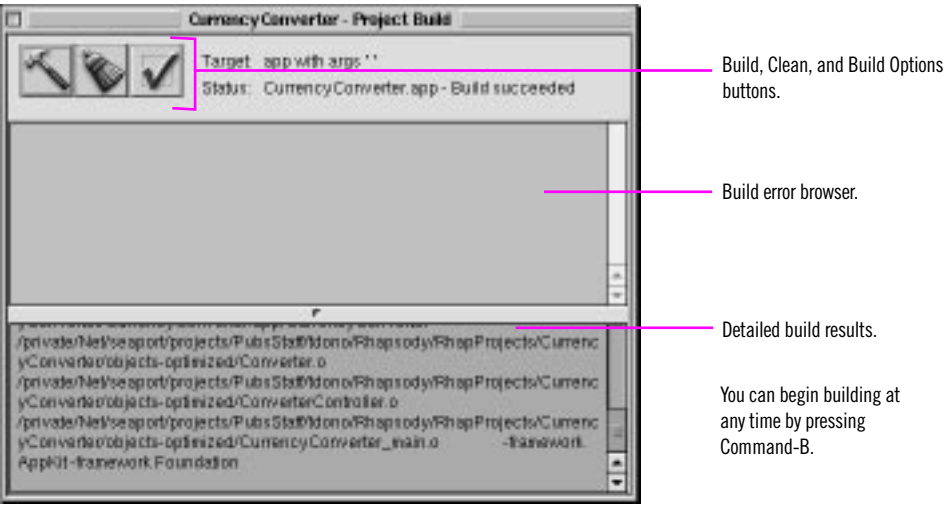 CurrencyConverter - Project Build
Target: app with args ' '
Status: CurrencyConverter.app - Build succeeded
Build, Clean, and Build Options
buttons.
Build error browser.
Detailed build results.
/private/Net/seaport/projects/PubsStaff/tdono/Rhapsody/RhapProjects/Currenc
yConverter/objects-optimized/Converter.o
/private/Net/seaport/projects/PubsStaff/tdono/Rhapsody/RhapProjects/Currenc
yConverter/objects-optimized/ConverterController.o
/private/Net/seaport/projects/PubsStaff/tdono/Rhapsody/RhapProjects/Currenc
yConverter/objects-optimized/CurrencyConverter_main.o -framework
AppKit -framework Foundation
You can begin building at
any time by pressing
Command-B.